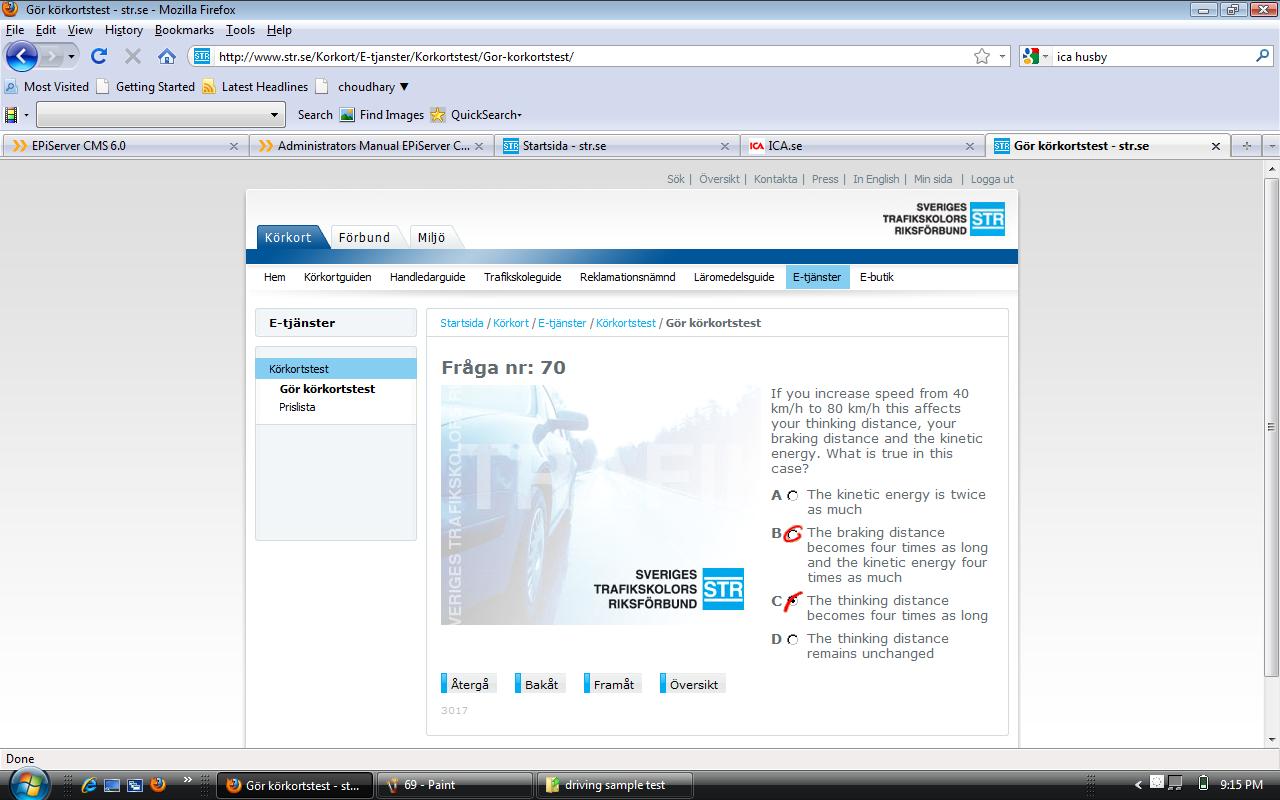 Gör körkortstest - str.se - Mozilla Firefox
File Edit View History Bookmarks Tools Help
http://www.str.se/Korkort/E-tjanster/Korkortstest/Gor-korkortstest/
ica husby
Most Visited Getting Started Latest Headlines choudhary
Search Find Images QuickSearch
EPiServer CMS 6.0 Administrators Manual EPiServer C... STR Startsida - str.se ICA ICA.se STR Gör körkortstest - str.se
Sök | Översikt | Kontakta | Press | In English | Min sida | Logga ut
SVERIGES
TRAFIKSKOLORS
RIKSFÖRBUND
STR
Körkort Förbund Miljö
Hem Körkortguiden Handledarguide Trafikskoleguide Reklamationsnämnd Läromedelsguide E-tjänster E-butik
E-tjänster
Körkortstest
Gör körkortstest
Prislista
Startsida / Körkort / E-tjänster / Körkortstest / Gör körkortstest
Fråga nr: 70
SVERIGES TRAFIKSKOLORS
TRAFI
SVERIGES
TRAFIKSKOLORS
RIKSFÖRBUND
STR
If you increase speed from 40
km/h to 80 km/h this affects
your thinking distance, your
braking distance and the kinetic
energy. What is true in this
case?
A The kinetic energy is twice
as much
B The braking distance
becomes four times as long
and the kinetic energy four
times as much
C The thinking distance
becomes four times as long
D The thinking distance
remains unchanged
Återgå Bakåt Framåt Översikt
3017
Done
Gör körkortstest - st... 69 - Paint driving sample test 9:15 PM